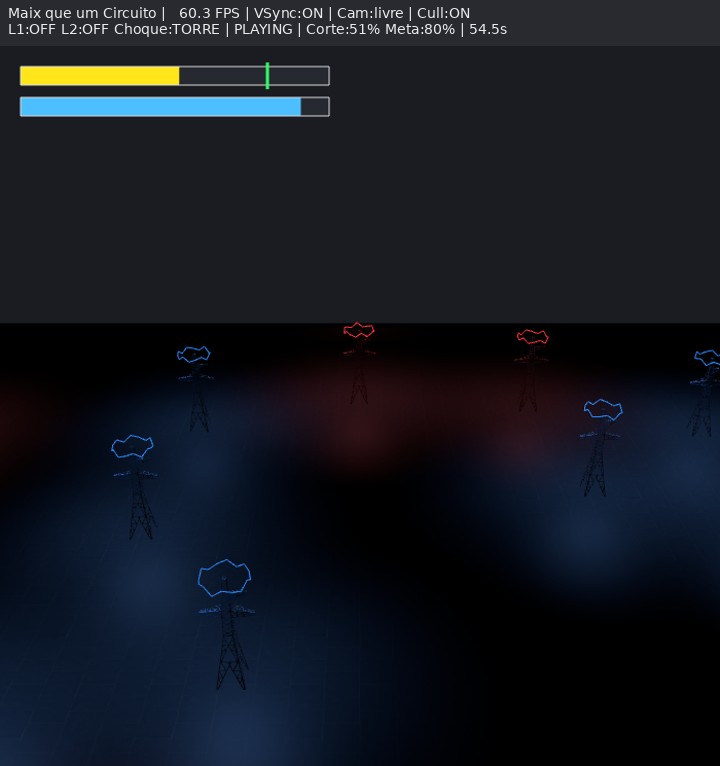 Maix que um Circuito |   60.3 FPS | VSync:ON | Cam:livre | Cull:ON
L1:OFF L2:OFF Choque:TORRE | PLAYING | Corte:51% Meta:80% | 54.5s